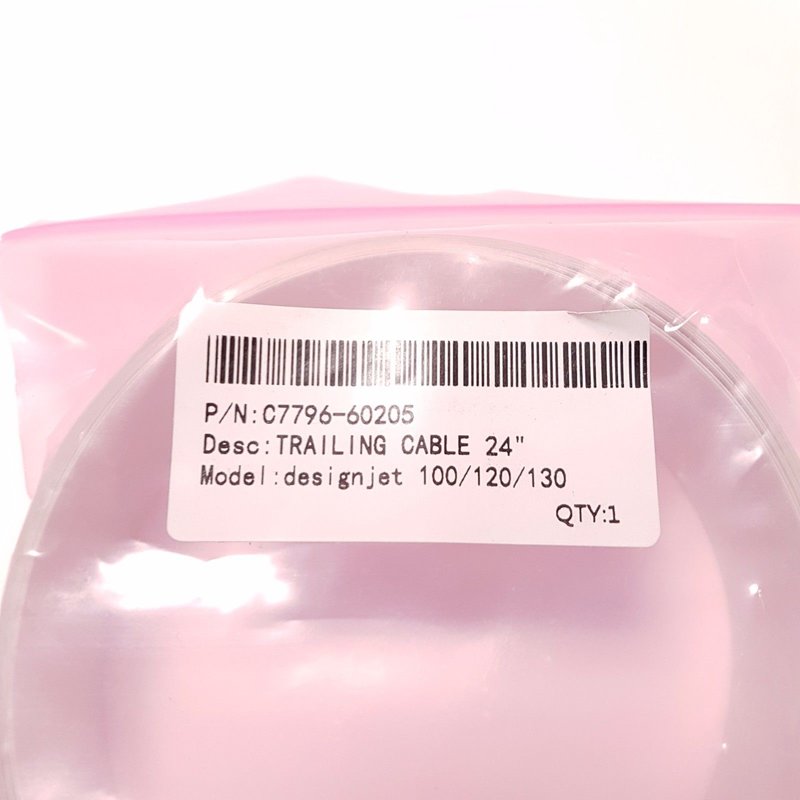 P/N:C7796-60205
Desc:TRAILING CABLE 24"
Model:designjet 100/120/130
QTY:1